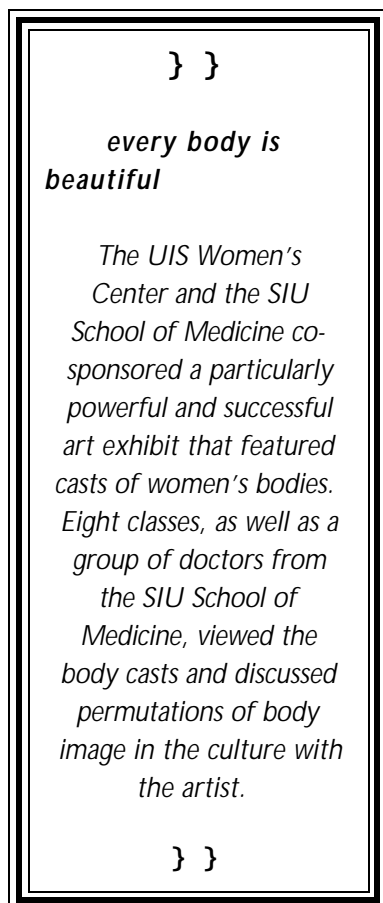 } }
every body is
beautiful
The UIS Women's
Center and the SIU
School of Medicine co-
sponsored a particularly
powerful and successful
art exhibit that featured
casts of women's bodies.
Eight classes, as well as a
group of doctors from
the SIU School of
Medicine, viewed the
body casts and discussed
permutations of body
image in the culture with
the artist.
} }